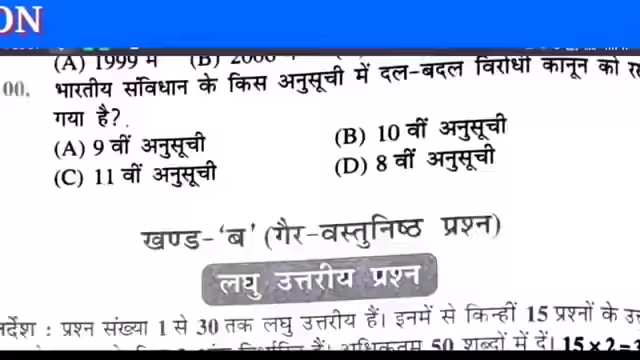 ON
(A) 1999 में (B) 2000
00. भारतीय संविधान के किस अनुसूची में दल-बदल विरोधी कानून को
गया है?.
(A) 9 वीं अनुसूची (B) 10 वीं अनुसूची
(C) 11 वीं अनुसूची (D) 8 वीं अनुसूची
खण्ड-‘ब’ (गैर-वस्तुनिष्ठ प्रश्न)
लघु उत्तरीय प्रश्न
र्देश : प्रश्न संख्या 1 से 30 तक लघु उत्तरीय हैं। इनमें से किन्हीं 15 प्रश्नों के
अधिकतम 50 शब्दों में दें। 15×2=3